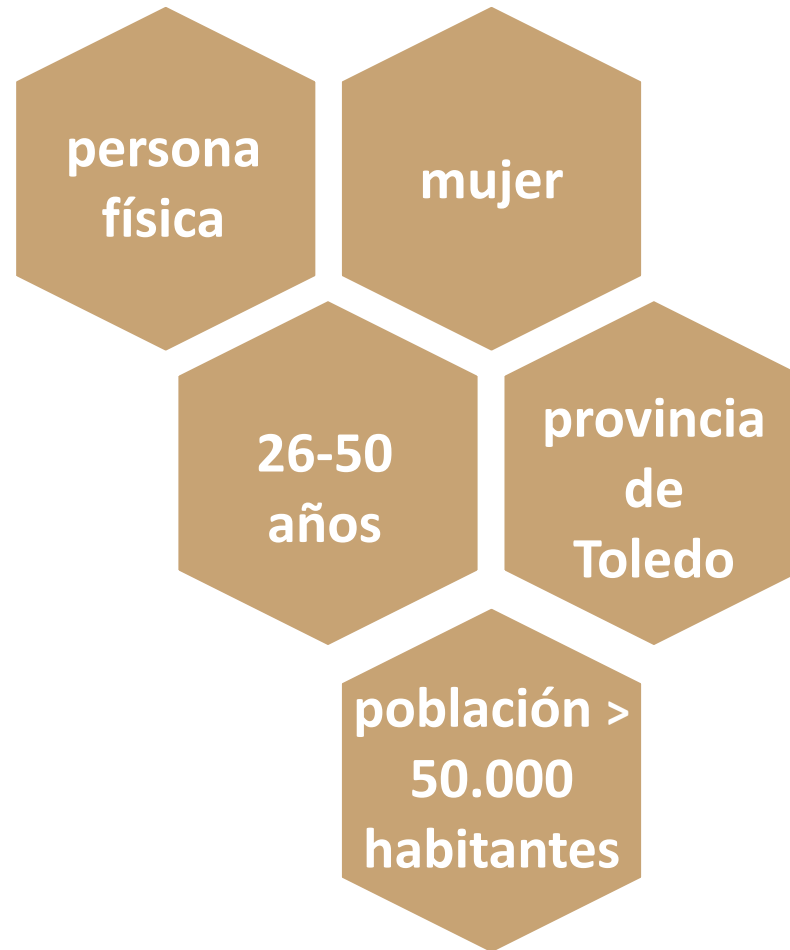 persona
física
mujer
26-50
años
provincia
de
Toledo
población >
50.000
habitantes